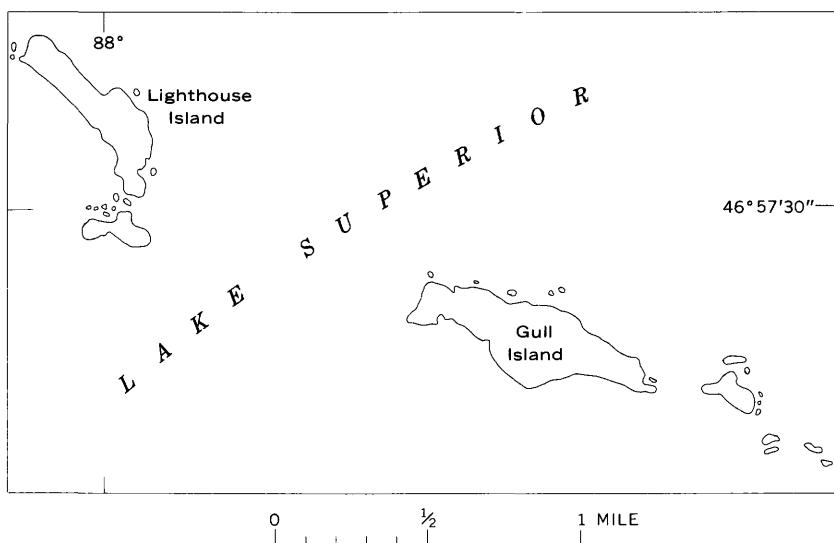 88°
Lighthouse
Island
LAKE SUPERIOR
46°57'30"
Gull
Island
0 ½ 1 MILE